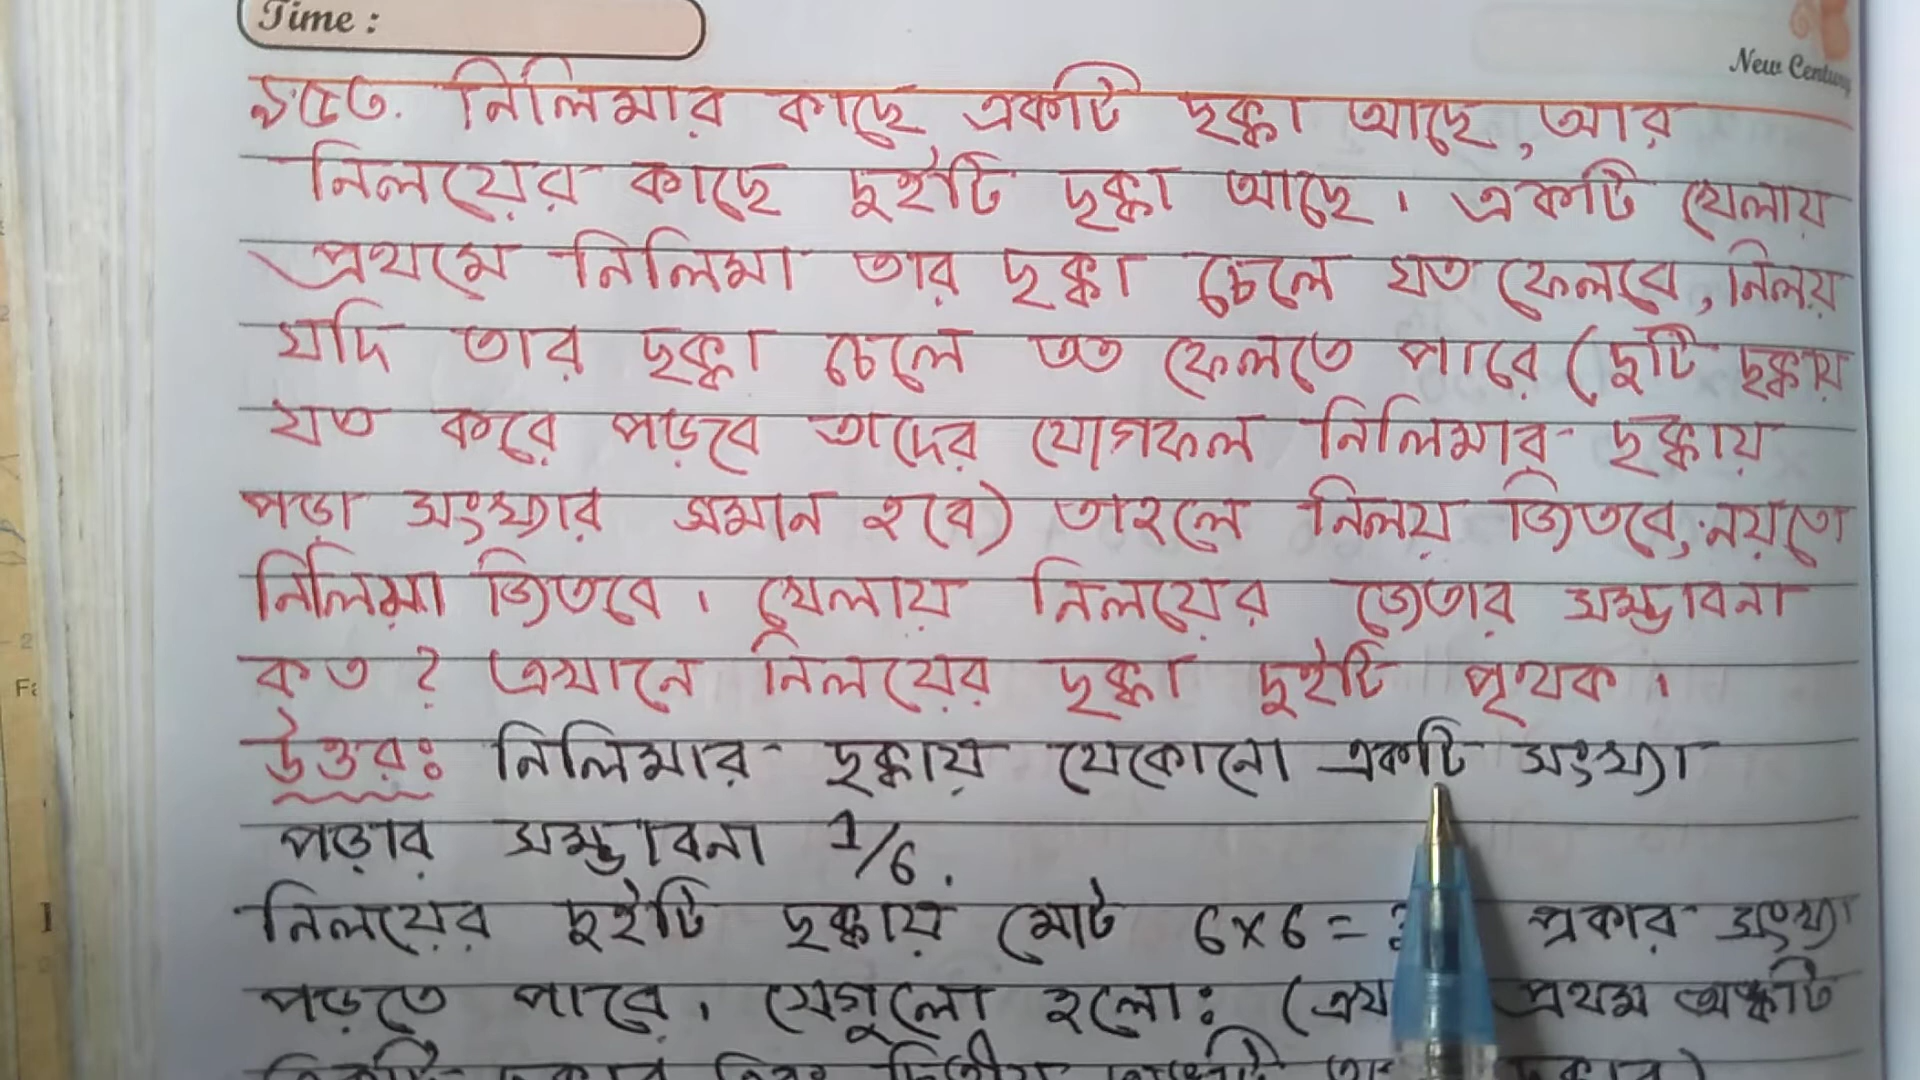 Time :
New Century
১৫৩. নিলিমার কাছে একটি ছক্কা আছে, আর
নিলয়ের কাছে দুইটি ছক্কা আছে। একটি খেলায়
প্রথমে নিলিমা তার ছক্কা চেলে যত ফেলবে, নিলয়
যদি তার ছক্কা চেলে তত ফেলতে পারে (দুটি ছক্কায়
যত করে পড়বে তাদের যোগফল নিলিমার ছক্কায়
পড়া সংখ্যার সমান হবে) তাহলে নিলয় জিতবে, নয়তো
নিলিমা জিতবে। খেলায় নিলয়ের জেতার সম্ভাবনা
কত? এখানে নিলয়ের ছক্কা দুইটি পৃথক।
উত্তরঃ নিলিমার ছক্কায় যেকোনো একটি সংখ্যা
পড়ার সম্ভাবনা 1/6.
নিলয়ের দুইটি ছক্কায় মোট 6×6= প্রকার সংখ্যা
পড়তে পারে। সেগুলো হলো: প্রথম অঙ্কটি